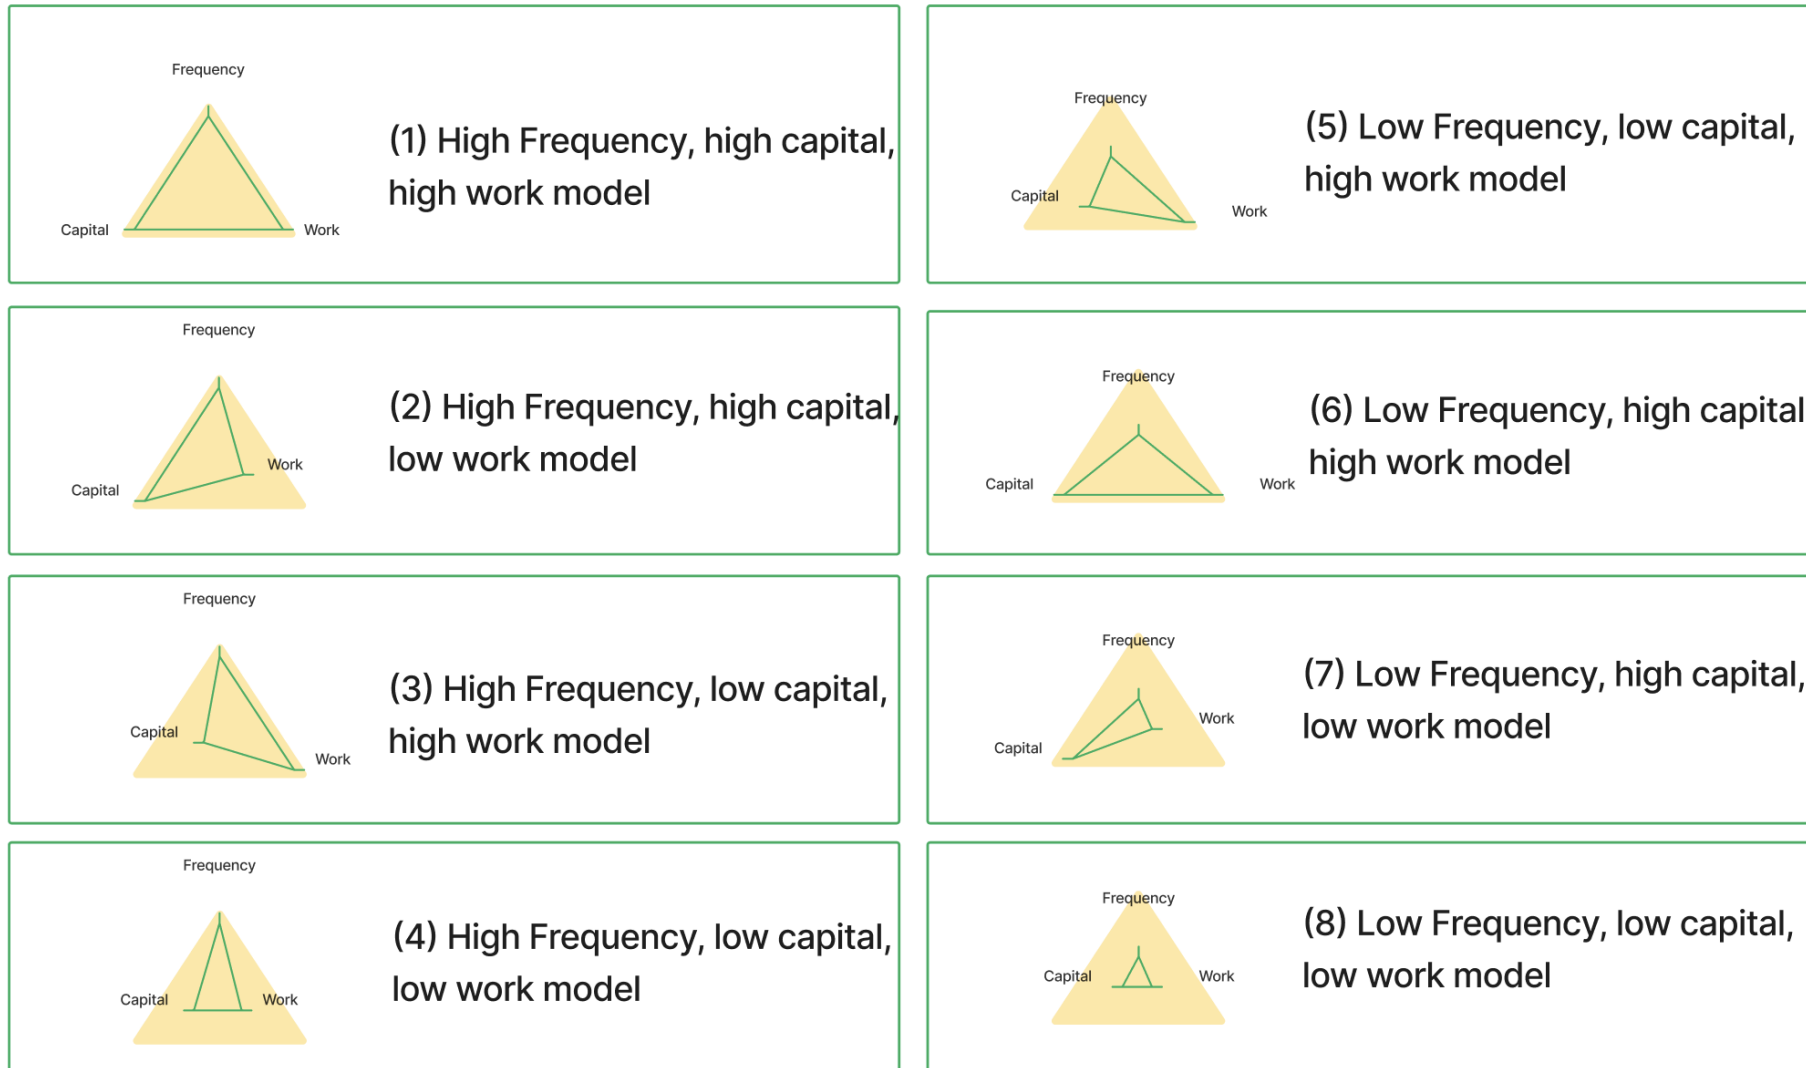 Frequency
Capital
Work
(1) High Frequency, high capital,
high work model
Frequency
Capital
Work
(2) High Frequency, high capital,
low work model
Frequency
Capital
Work
(3) High Frequency, low capital,
high work model
Frequency
Capital
Work
(4) High Frequency, low capital,
low work model
Frequency
Capital
Work
(5) Low Frequency, low capital,
high work model
Frequency
Capital
Work
(6) Low Frequency, high capital
high work model
Frequency
Capital
Work
(7) Low Frequency, high capital,
low work model
Frequency
Capital
Work
(8) Low Frequency, low capital,
low work model